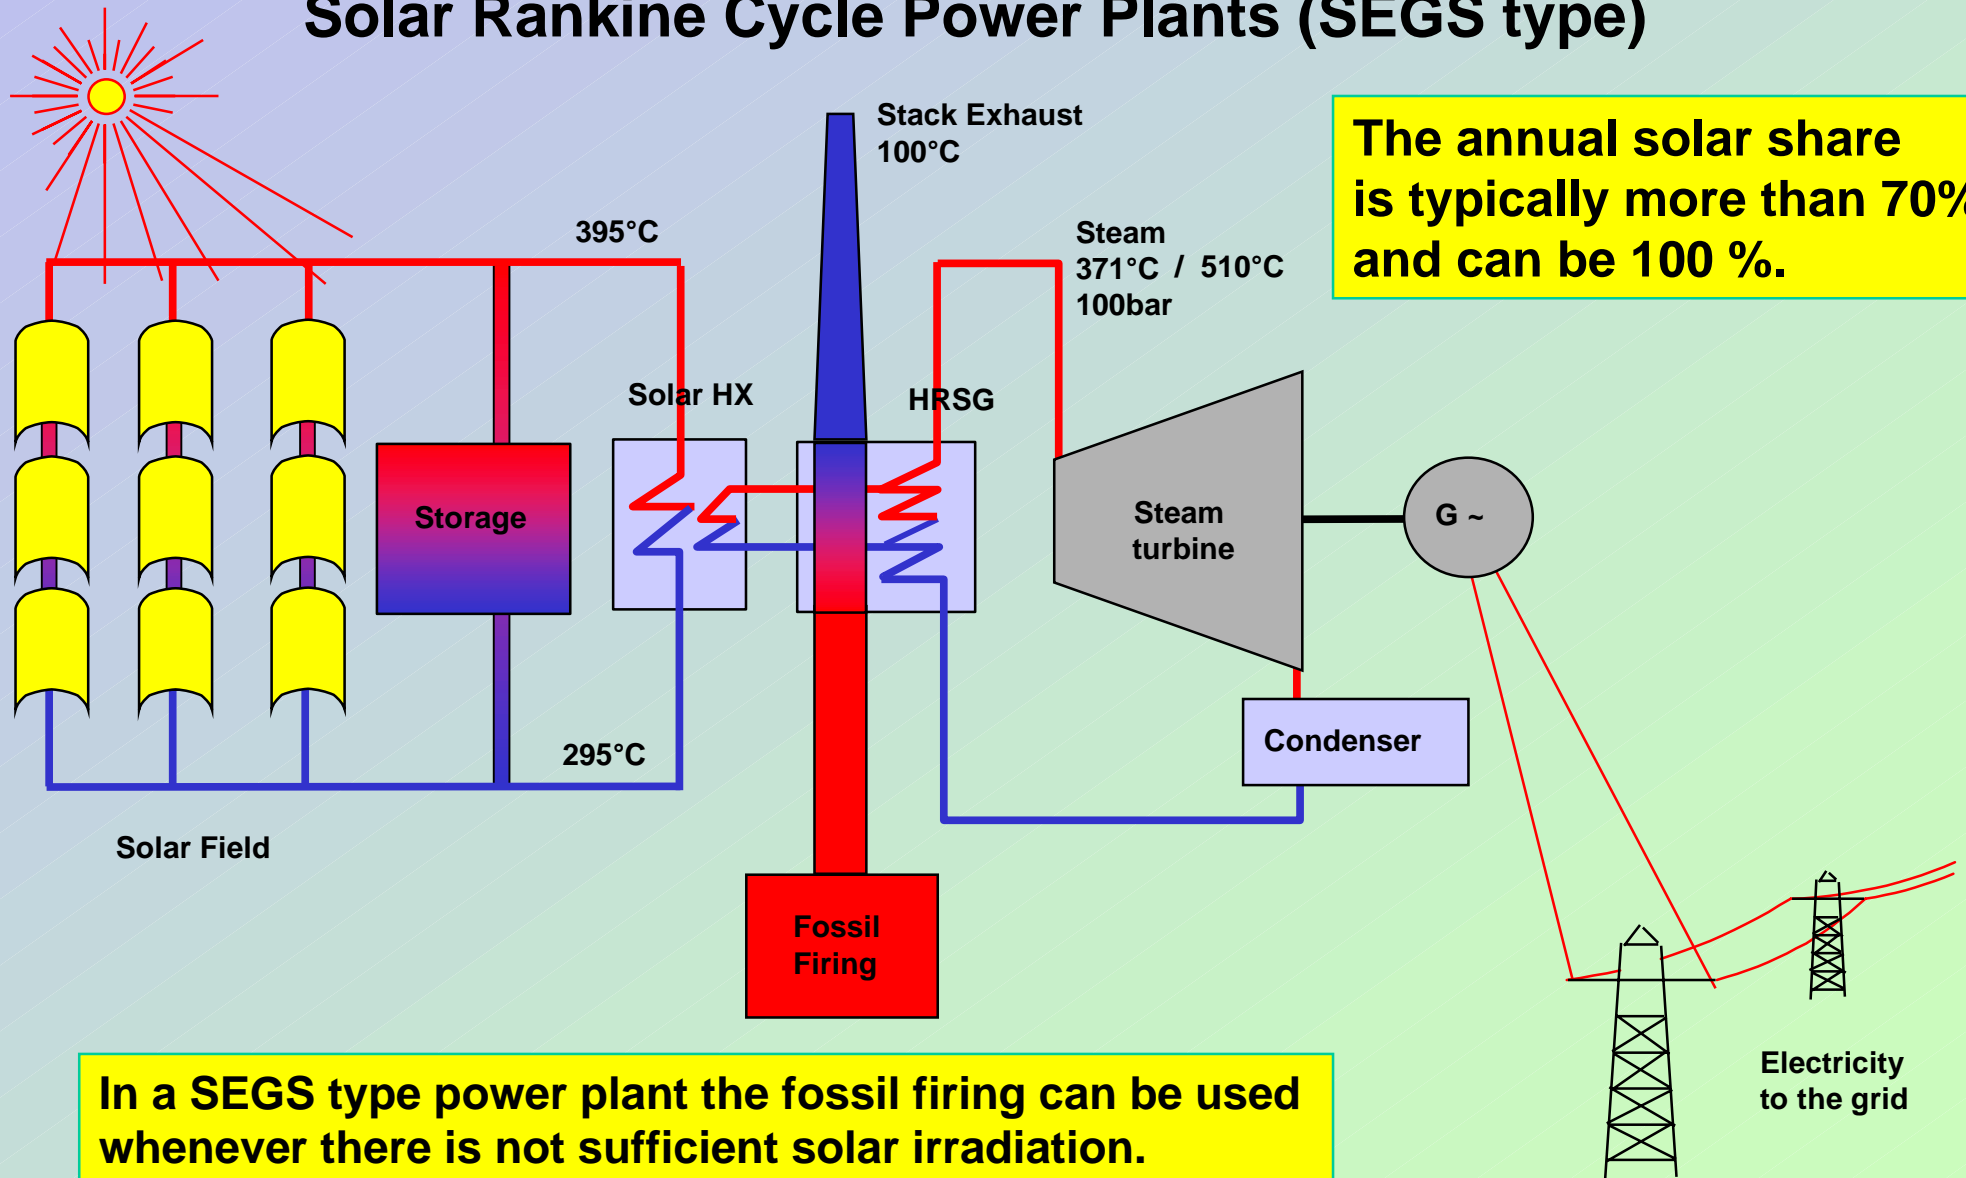 Solar Rankine Cycle Power Plants (SEGS type)
Stack Exhaust
100°C
The annual solar share
is typically more than 70%
and can be 100 %.
395°C
Steam
371°C / 510°C
100bar
Solar HX
HRSG
Storage
Steam
turbine
G ~
Condenser
295°C
Solar Field
Fossil
Firing
Electricity
to the grid
In a SEGS type power plant the fossil firing can be used
whenever there is not sufficient solar irradiation.